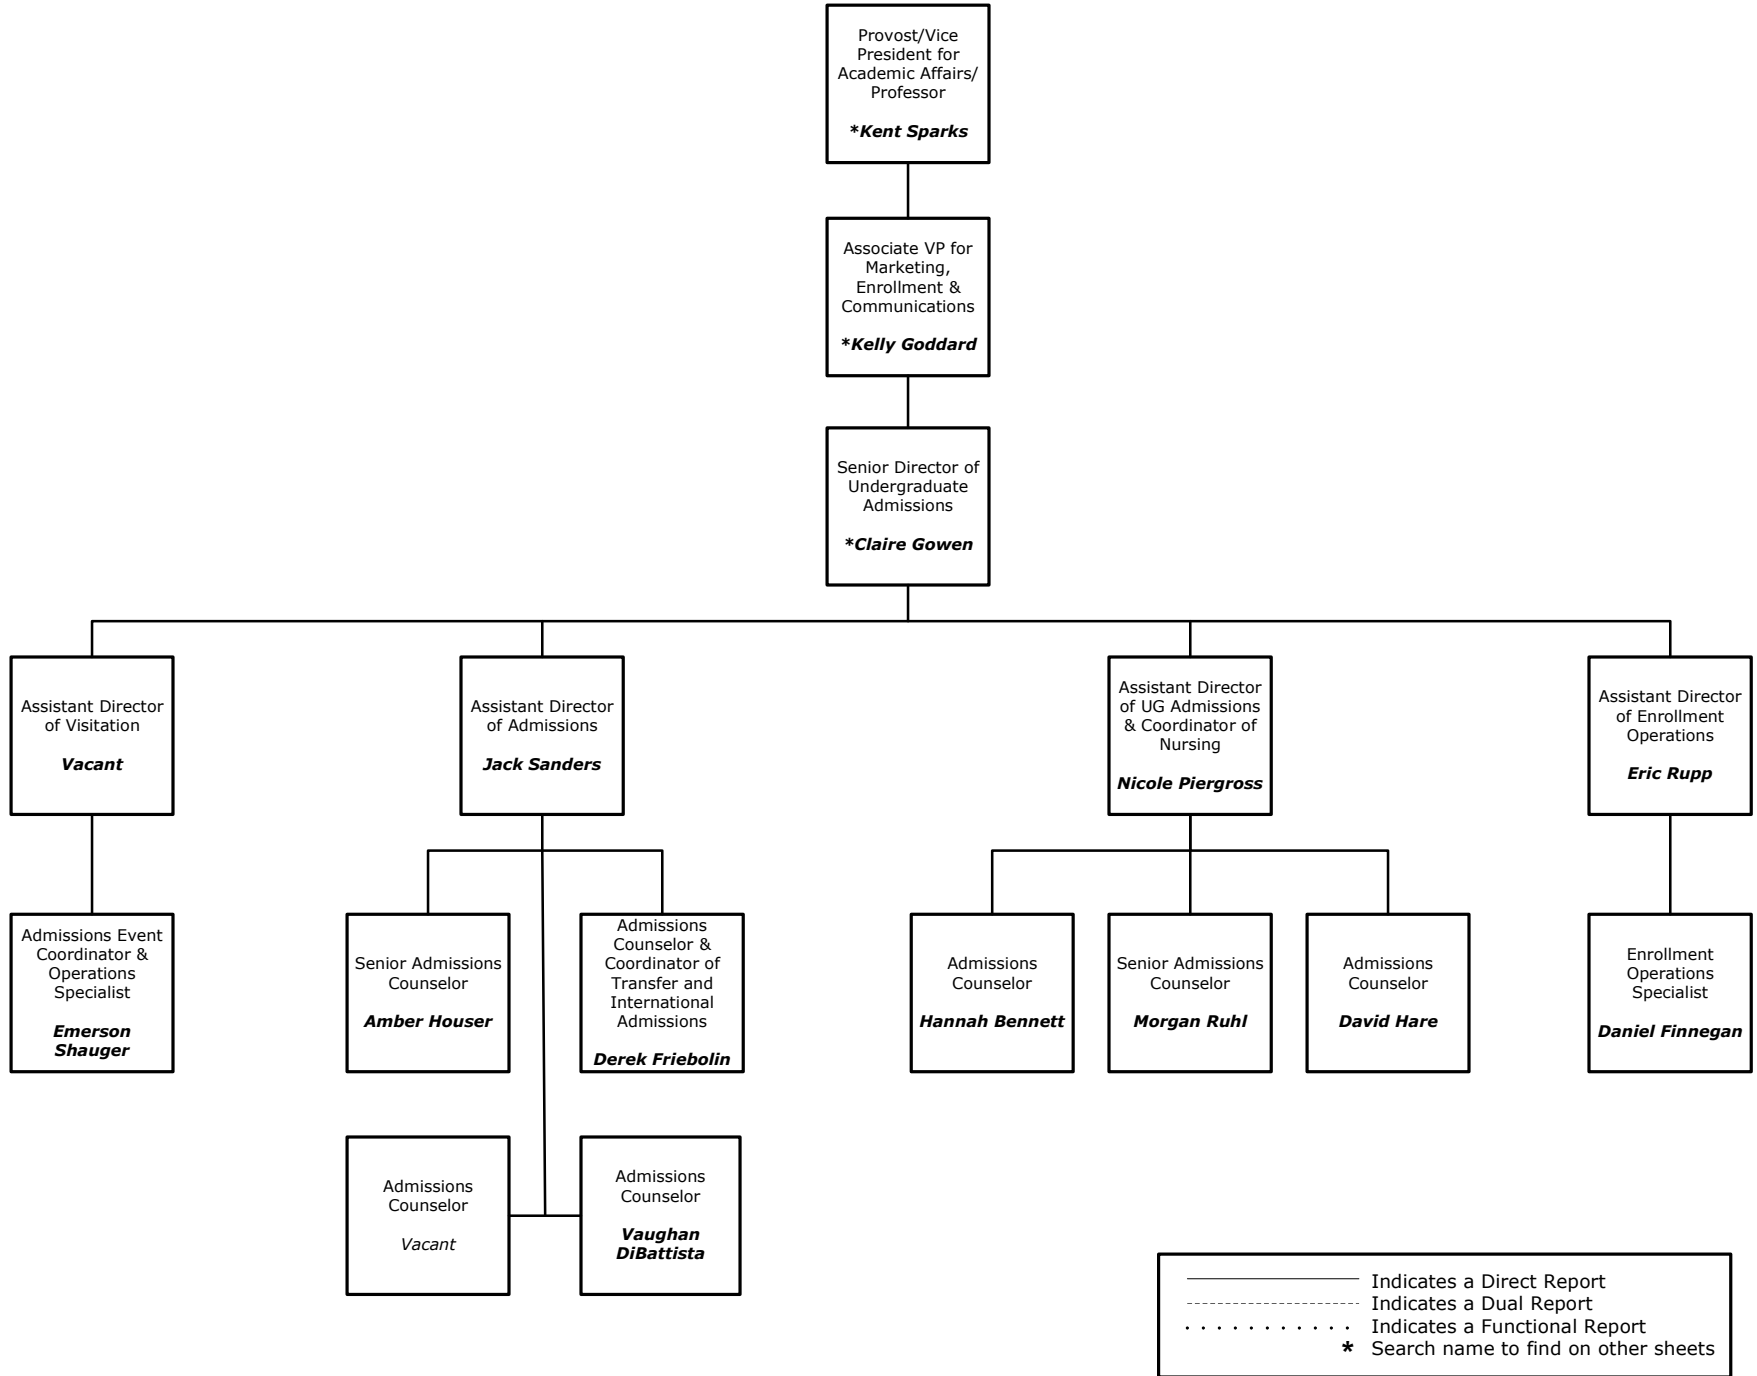 Provost/Vice
President for
Academic Affairs/
Professor
*Kent Sparks
Associate VP for
Marketing,
Enrollment &
Communications
*Kelly Goddard
Senior Director of
Undergraduate
Admissions
*Claire Gowen
Assistant Director
of Visitation
Vacant
Assistant Director
of Admissions
Jack Sanders
Assistant Director
of UG Admissions
& Coordinator of
Nursing
Nicole Piergross
Assistant Director
of Enrollment
Operations
Eric Rupp
Admissions Event
Coordinator &
Operations
Specialist
Emerson
Shauger
Senior Admissions
Counselor
Amber Houser
Admissions
Counselor &
Coordinator of
Transfer and
International
Admissions
Derek Friebolin
Admissions
Counselor
Hannah Bennett
Senior Admissions
Counselor
Morgan Ruhl
Admissions
Counselor
David Hare
Enrollment
Operations
Specialist
Daniel Finnegan
Admissions
Counselor
Vacant
Admissions
Counselor
Vaughan
DiBattista
Indicates a Direct Report
Indicates a Dual Report
Indicates a Functional Report
* Search name to find on other sheets